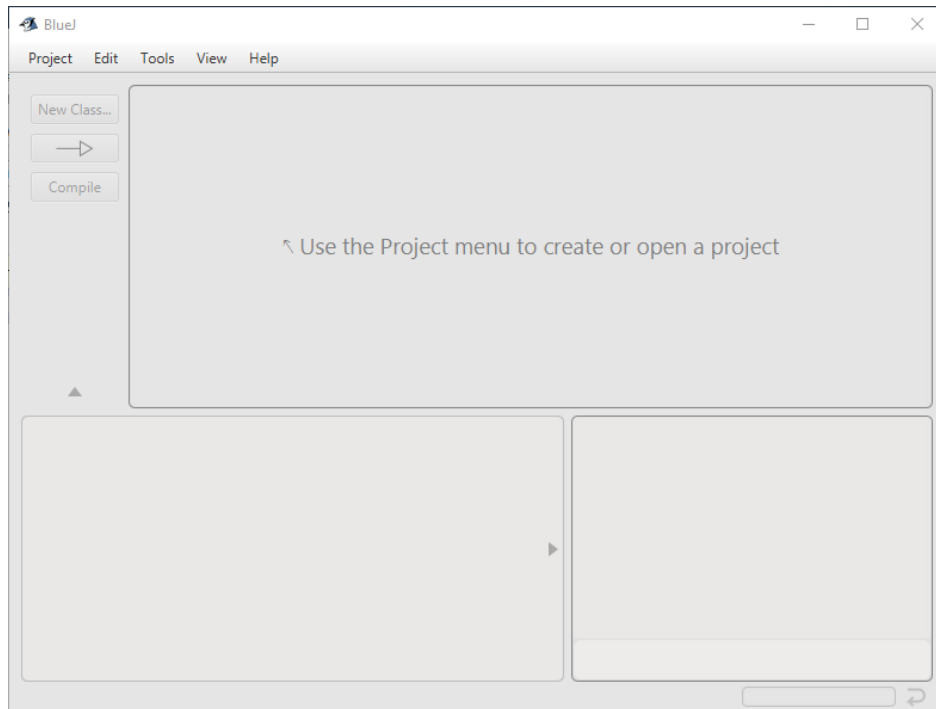 BlueJ
Project Edit Tools View Help
New Class...
Use the Project menu to create or open a project
Compile